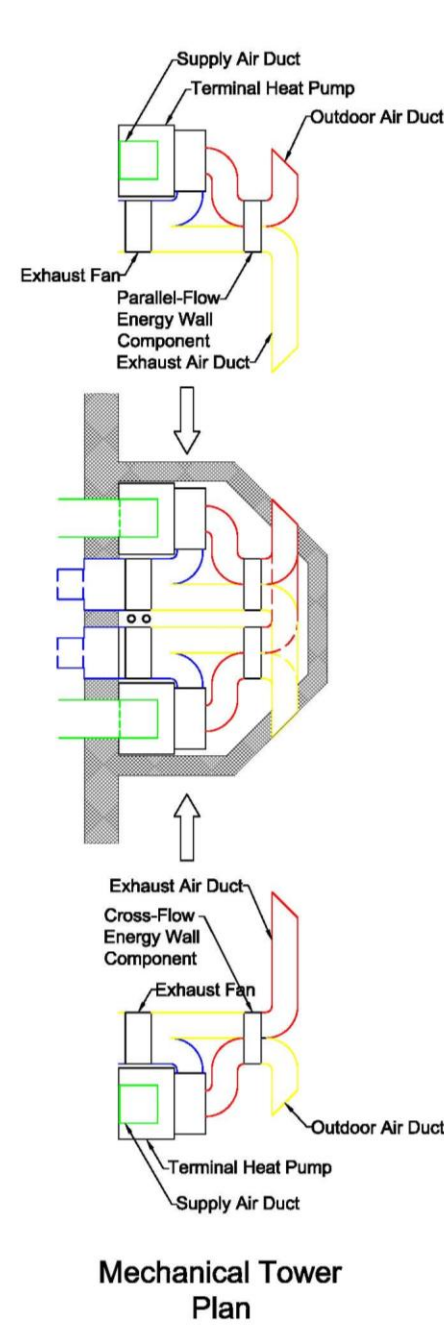 Supply Air Duct
Terminal Heat Pump
Outdoor Air Duct
Exhaust Fan
Parallel-Flow
Energy Wall
Component
Exhaust Air Duct
Exhaust Air Duct
Cross-Flow
Energy Wall
Component
Exhaust Fan
Outdoor Air Duct
Terminal Heat Pump
Supply Air Duct
Mechanical Tower
Plan